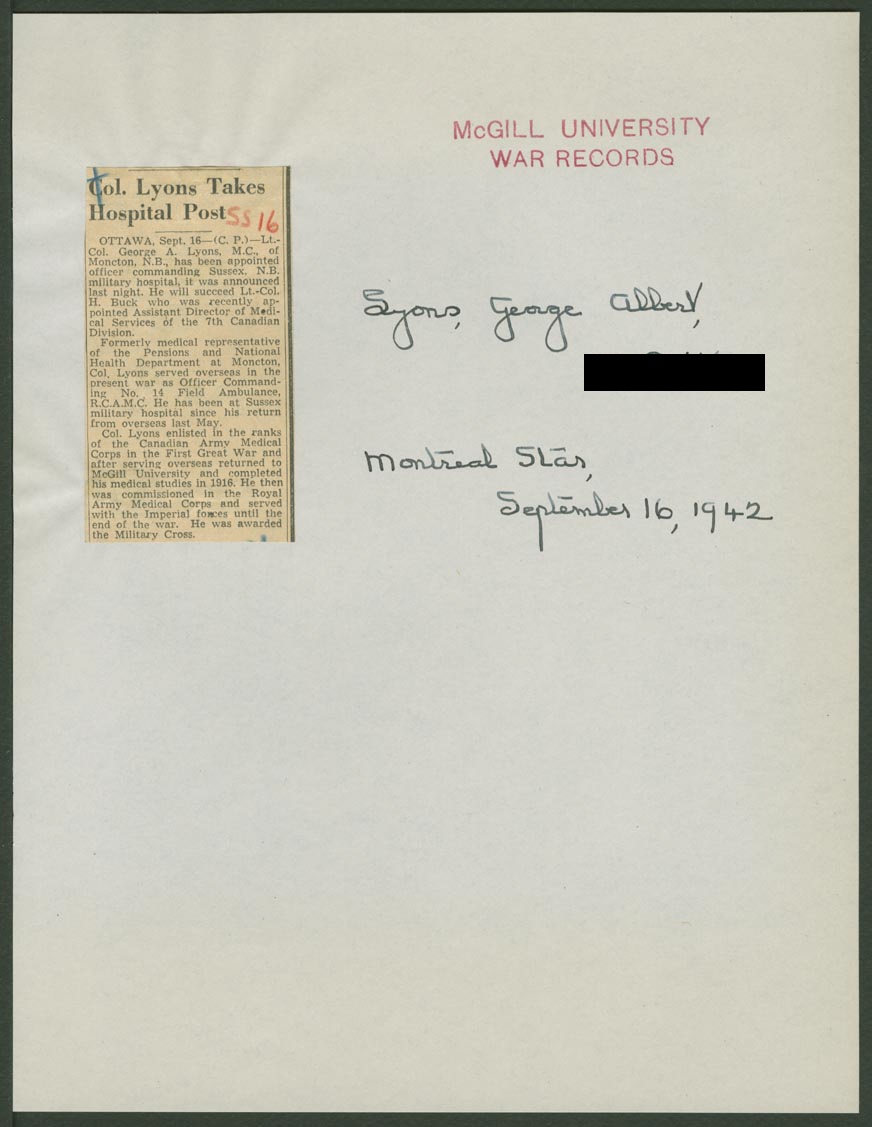 McGILL UNIVERSITY
WAR RECORDS
Col. Lyons Takes
Hospital Post
SS 16
OTTAWA, Sept. 16—(C. P.)—Lt.-
Col. George A. Lyons, M.C., of
Moncton, N.B., has been appointed
officer commanding Sussex. N.B.
military hospital, it was announced
last night. He will succeed Lt.-Col.
H. Buck who was recently ap-
pointed Assistant Director of Medi-
cal Services of the 7th Canadian
Division.
Formerly medical representative
of the Pensions and National
Health Department at Moncton,
Col. Lyons served overseas in the
present war as Officer Command-
ing No. 14 Field Ambulance,
R.C.A.M.C. He has been at Sussex
military hospital since his return
from overseas last May.
Col. Lyons enlisted in the ranks
of the Canadian Army Medical
Corps in the First Great War and
after serving overseas returned to
McGill University and completed
his medical studies in 1916. He then
was commissioned in the Royal
Army Medical Corps and served
with the Imperial forces until the
end of the war. He was awarded
the Military Cross.
Lyons, George Albert,
Montreal Star,
September 16, 1942